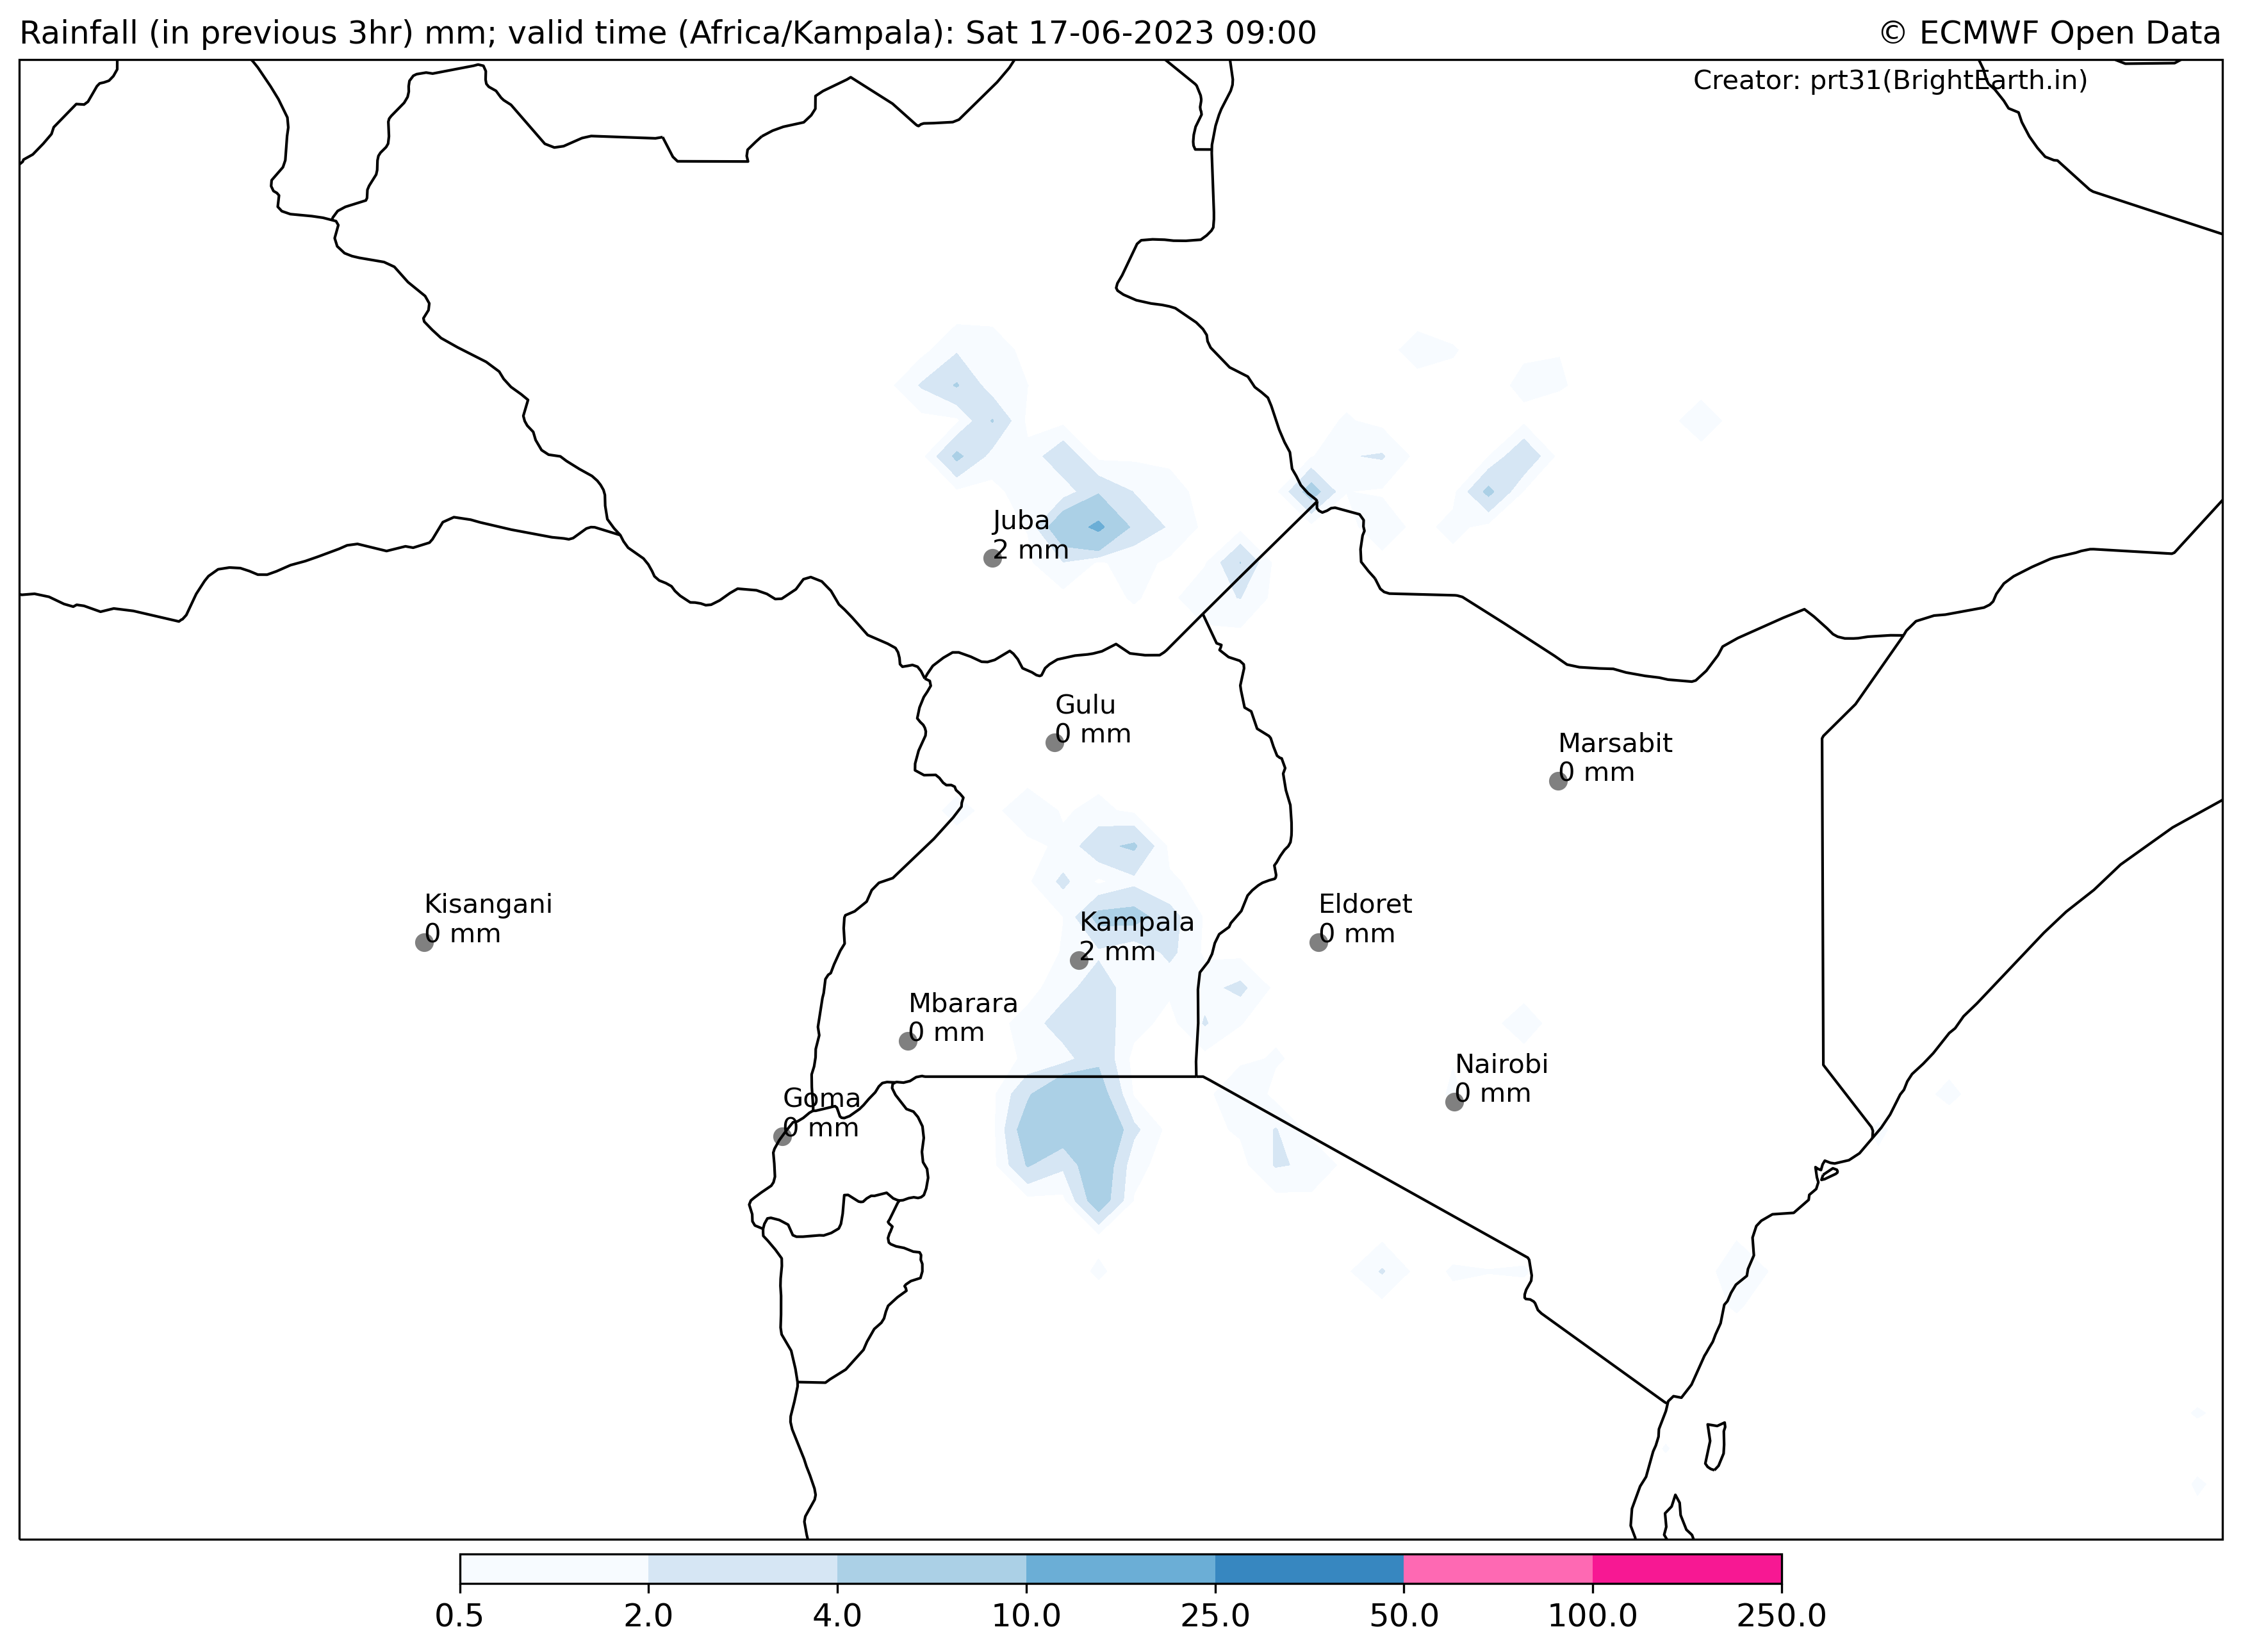 Rainfall (in previous 3hr) mm; valid time (Africa/Kampala): Sat 17-06-2023 09:00
© ECMWF Open Data
Creator: prt31(BrightEarth.in)
Juba
2 mm
Gulu
0 mm
Marsabit
0 mm
Kisangani
0 mm
Kampala
2 mm
Eldoret
0 mm
Mbarara
0 mm
Nairobi
0 mm
Goma
0 mm
0.5 2.0 4.0 10.0 25.0 50.0 100.0 250.0